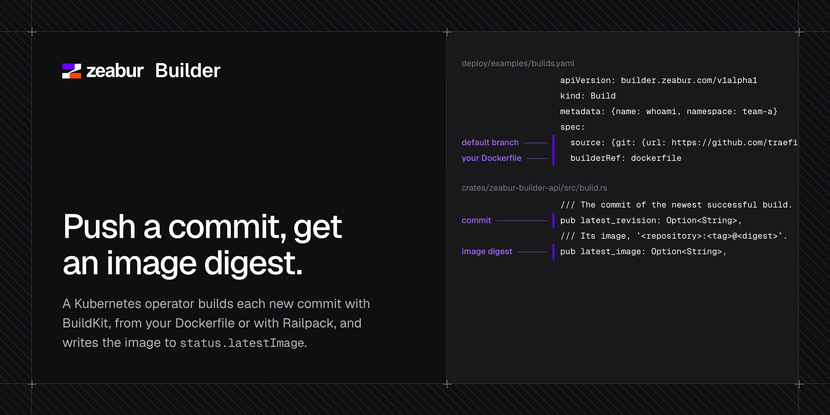 zeabur Builder
Push a commit, get
an image digest.
A Kubernetes operator builds each new commit with
BuildKit, from your Dockerfile or with Railpack, and
writes the image to status.latestImage.
deploy/examples/builds.yaml
apiVersion: builder.zeabur.com/v1alpha1
kind: Build
metadata: {name: whoami, namespace: team-a}
spec:
default branch source: {git: {url: https://github.com/traefi
your Dockerfile builderRef: dockerfile
crates/zeabur-builder-api/src/build.rs
/// The commit of the newest successful build.
commit pub latest_revision: Option<String>,
/// Its image, `<repository>:<tag>@<digest>`.
image digest pub latest_image: Option<String>,